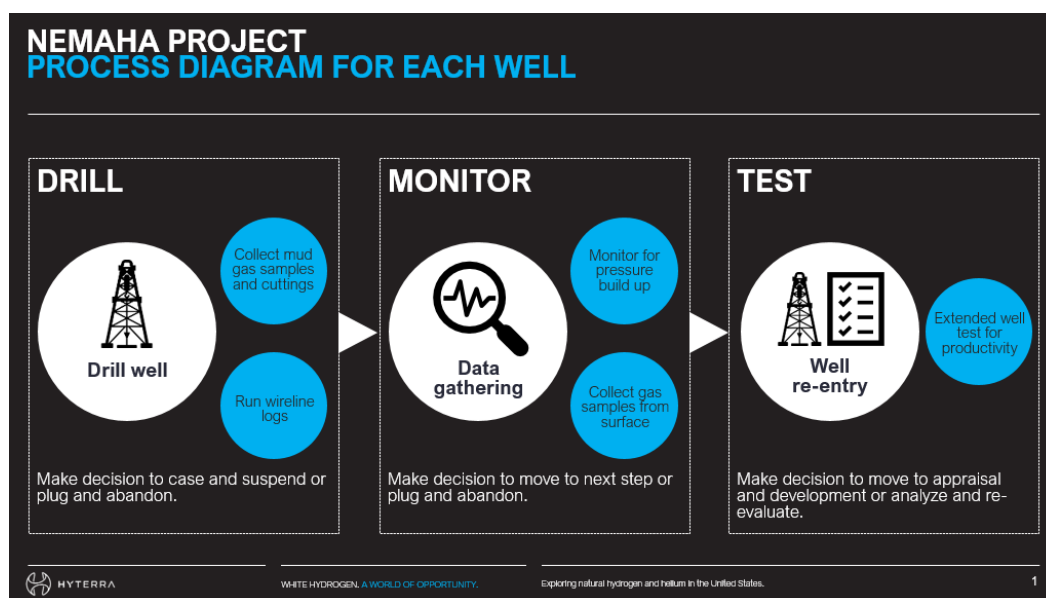 NEMAHA PROJECT
PROCESS DIAGRAM FOR EACH WELL
DRILL
Drill well
Collect mud
gas samples
and cuttings
Run wireline
logs
Make decision to case and suspend or
plug and abandon.
MONITOR
Data
gathering
Monitor for
pressure
build up
Collect gas
samples from
surface
Make decision to move to next step or
plug and abandon.
TEST
Well
re-entry
Extended well
test for
productivity
Make decision to move to appraisal
and development or analyze and re-
evaluate.
HYTERRA
WHITE HYDROGEN. A WORLD OF OPPORTUNITY.
Exploring natural hydrogen and helium in the United States.
1